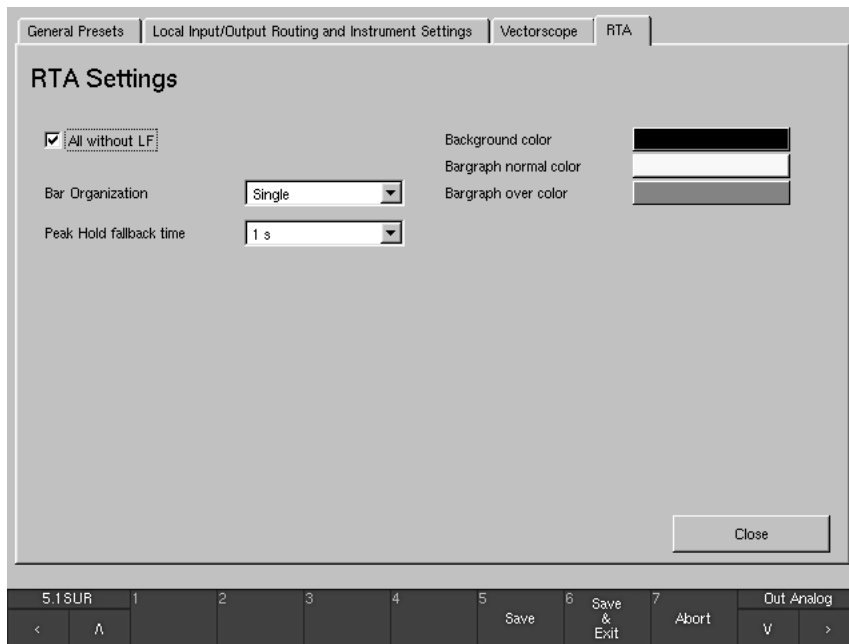 General Presets
Local Input/Output Routing and Instrument Settings
Vectorscope
RTA
RTA Settings
All without LF
Background color
Bargraph normal color
Bar Organization
Single
Bargraph over color
Peak Hold fallback time
1 s
Close
5.1SUR
1
2
3
4
5
Save
6
Save
&
Exit
7
Abort
Out Analog
<
Λ
V
>